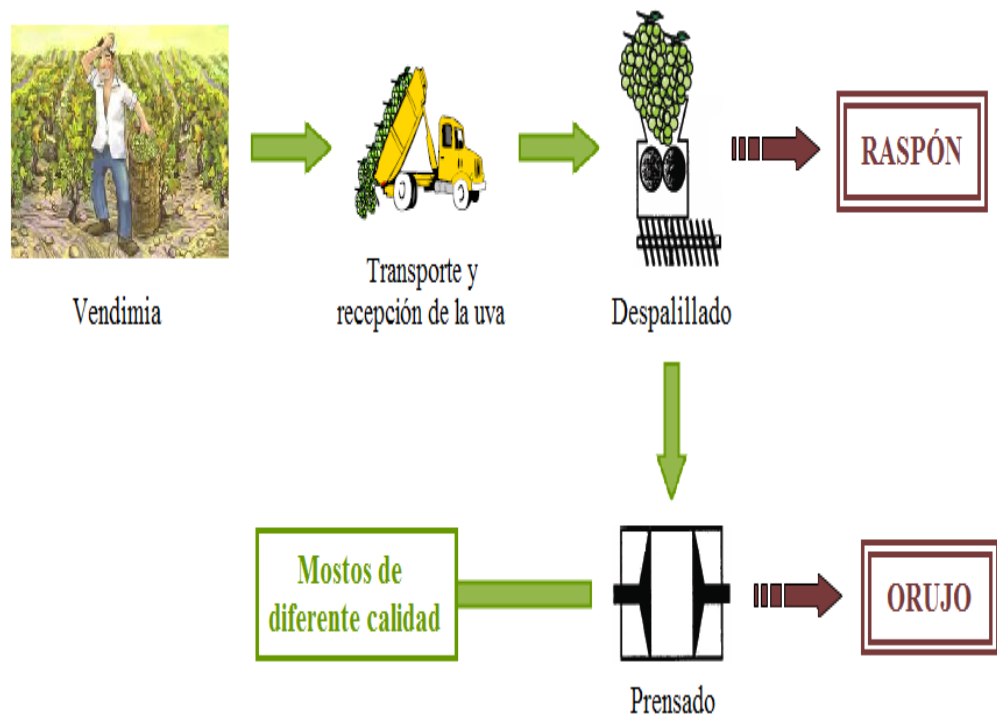 Vendimia
Transporte y
recepción de la uva
Despalillado
RASPÓN
Mostos de
diferente calidad
Prensado
ORUJO